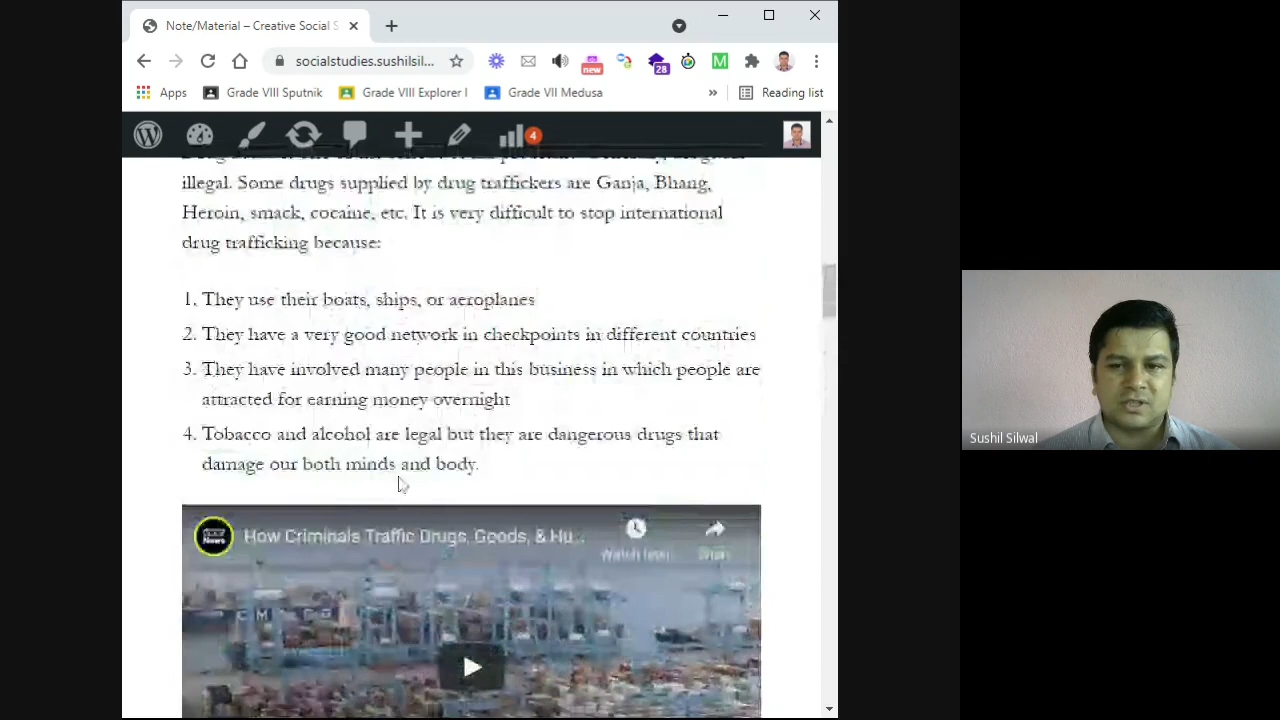 Note/Material – Creative Social S
socialstudies.sushilsil...
new
28
M
Apps
Grade VIII Sputnik
Grade VIII Explorer I
Grade VII Medusa
»
Reading list
4
illegal. Some drugs supplied by drug traffickers are Ganja, Bhang,
Heroin, smack, cocaine, etc. It is very difficult to stop international
drug trafficking because:
1. They use their boats, ships, or aeroplanes
2. They have a very good network in checkpoints in different countries
3. They have involved many people in this business in which people are
attracted for earning money overnight
4. Tobacco and alcohol are legal but they are dangerous drugs that
damage our both minds and body.
How Criminals Traffic Drugs, Goods, & Hu...
Watch later
Share
Sushil Silwal